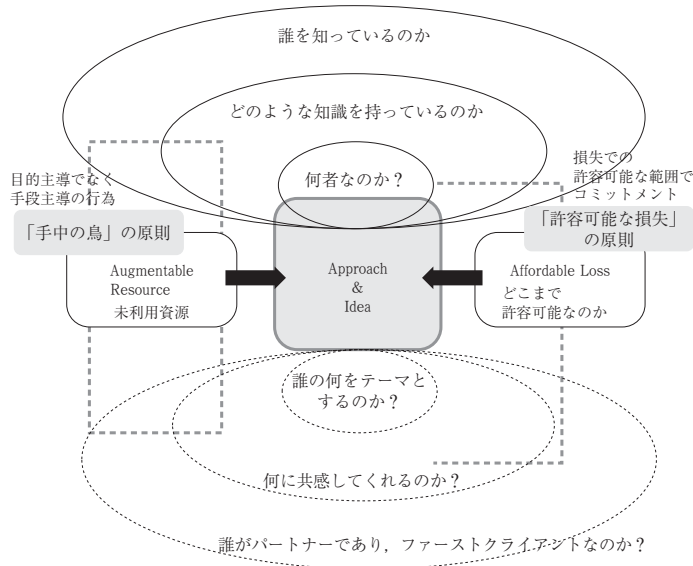 誰を知っているのか
どのような知識を持っているのか
何者なのか？
目的主導でなく
手段主導の行為
「手中の鳥」の原則
Augmentable
Resource
未利用資源
Approach
&
Idea
損失での
許容可能な範囲で
コミットメント
「許容可能な損失」
の原則
Affordable Loss
どこまで
許容可能なのか
誰の何をテーマと
するのか？
何に共感してくれるのか？
誰がパートナーであり，ファーストクライアントなのか？